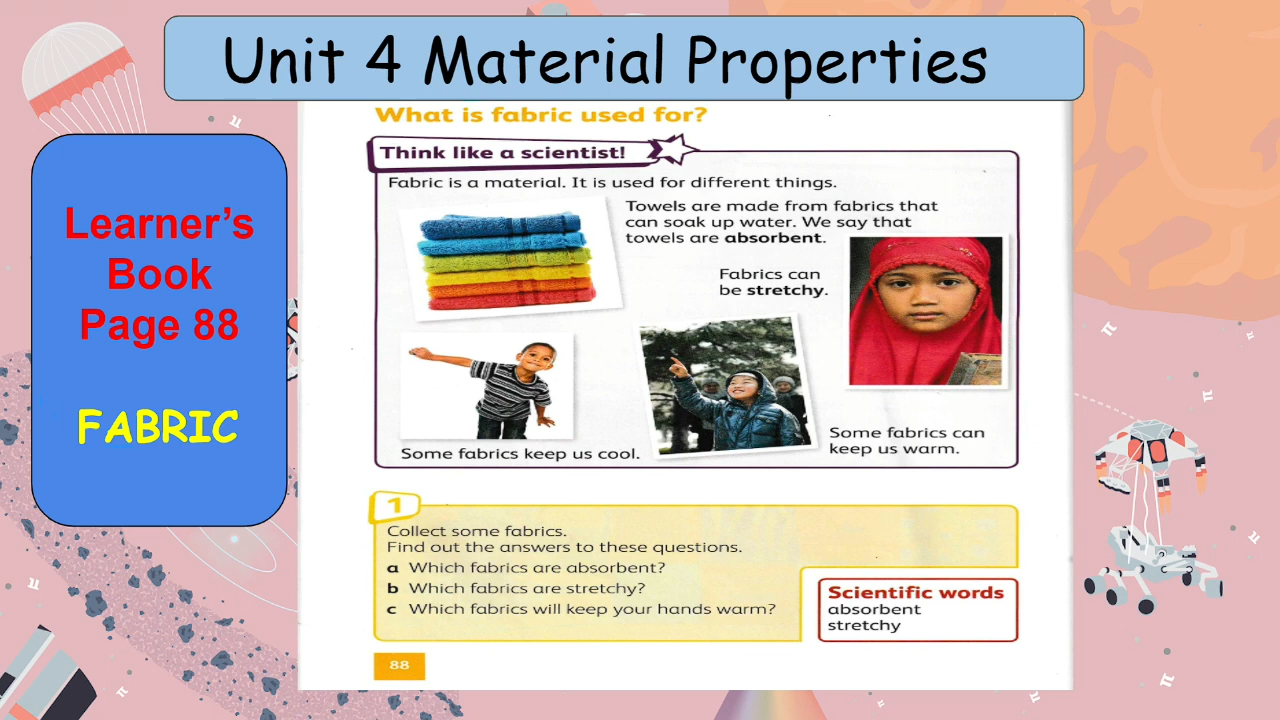 Unit 4 Material Properties
Learner's
Book
Page 88
FABRIC
What is fabric used for?
Think like a scientist!
Fabric is a material. It is used for different things.
Towels are made from fabrics that
can soak up water. We say that
towels are absorbent.
Fabrics can
be stretchy.
Some fabrics keep us cool.
Some fabrics can
keep us warm.
1
Collect some fabrics.
Find out the answers to these questions.
a Which fabrics are absorbent?
b Which fabrics are stretchy?
c Which fabrics will keep your hands warm?
Scientific words
absorbent
stretchy
88